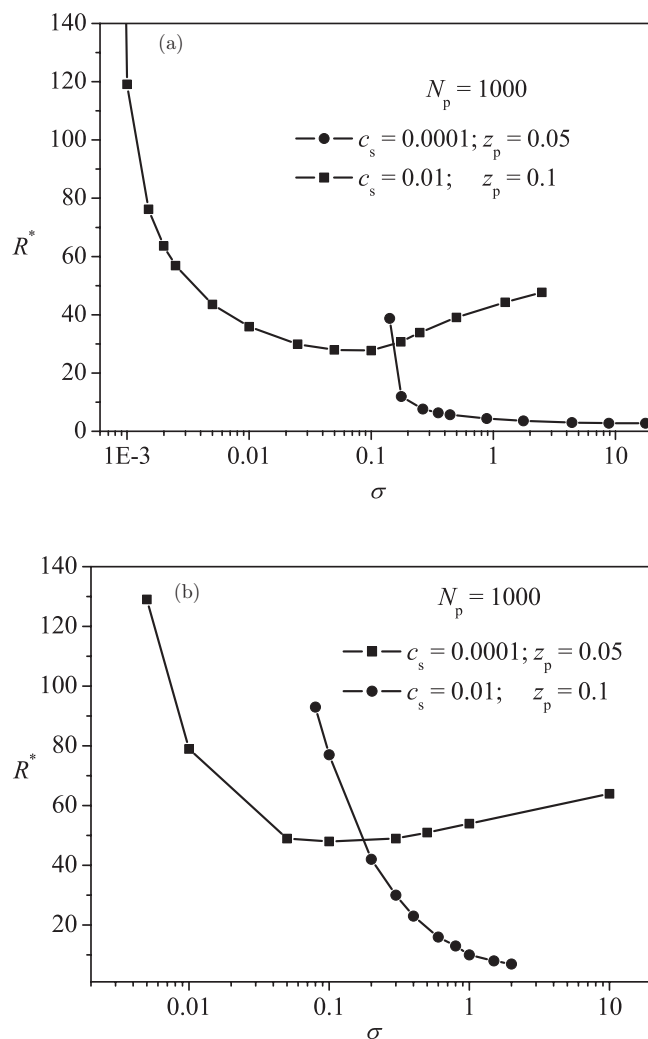 140
(a)
120
N_p = 1000
100
c_s = 0.0001; z_p = 0.05
80
c_s = 0.01; z_p = 0.1
60
R*
40
20
0
1E-3 0.01 0.1 1 10
σ
140
(b)
N_p = 1000
120
c_s = 0.0001; z_p = 0.05
100
c_s = 0.01; z_p = 0.1
80
R*
60
40
20
0.01 0.1 1 10
σ